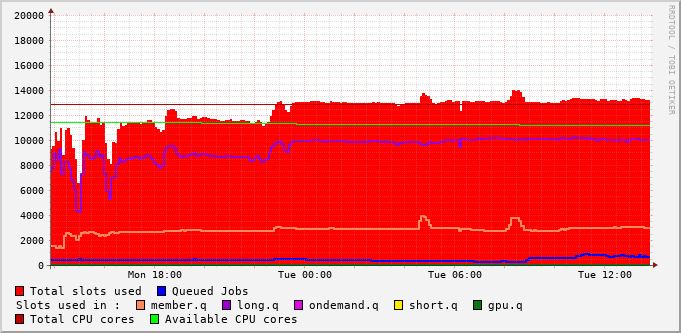 20000
18000
16000
14000
12000
10000
8000
6000
4000
2000
0
Mon 18:00 Tue 00:00 Tue 06:00 Tue 12:00
RRDTOOL / TOBI OETIKER
Total slots used Queued Jobs
Slots used in : member.q long.q ondemand.q short.q gpu.q
Total CPU cores Available CPU cores